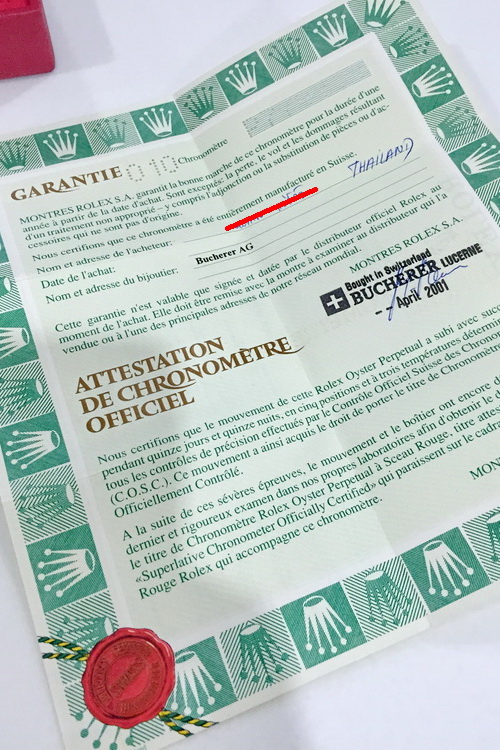 GARANTIE 010 Chronomètre
MONTRES ROLEX S.A. garantit la bonne marche de ce chronomètre pour la durée d'une
année à partir de la date d'achat. Sont exceptés: la perte, le vol et les dommages résultant
d'un traitement non approprié – y compris l'adjonction ou la substitution de pièces ou d'ac-
cessoires qui ne sont pas d'origine.
Nous certifions que ce chronomètre a été entièrement manufacturé en Suisse.
Nom et adresse de l'acheteur:
THAILAND
Date de l'achat:
Nom et adresse du bijoutier:
Bucherer AG
Cette garantie n'est valable que signée et datée par le distributeur officiel Rolex au
moment de l'achat. Elle doit être remise avec la montre à examiner au distributeur qui l'a
vendue ou à l'une des principales adresses de notre réseau mondial.
MONTRES ROLEX S.A.
Bought in Switzerland
BUCHERER LUCERNE
-- April 2001
ATTESTATION
DE CHRONOMÈTRE
OFFICIEL
Nous certifions que le mouvement de cette Rolex Oyster Perpetual a subi avec succ
pendant quinze jours et quinze nuits, en cinq positions et à trois températures détermin
tous les contrôles de précision effectués par le Contrôle Officiel Suisse des Chron
(C.O.S.C.). Ce mouvement a ainsi acquis le droit de porter le titre de Chronomètr
Officiellement Contrôlé.
A la suite de ces sévères épreuves, le mouvement et le boîtier ont encore
dernier et rigoureux examen dans nos propres laboratoires afin d'obtenir le
le titre de Chronomètre Rolex Oyster Perpetual à Sceau Rouge, titre atte
«Superlative Chronometer Officially Certified» qui paraissent sur le cadra
Rouge Rolex qui accompagne ce chronomètre.
MON